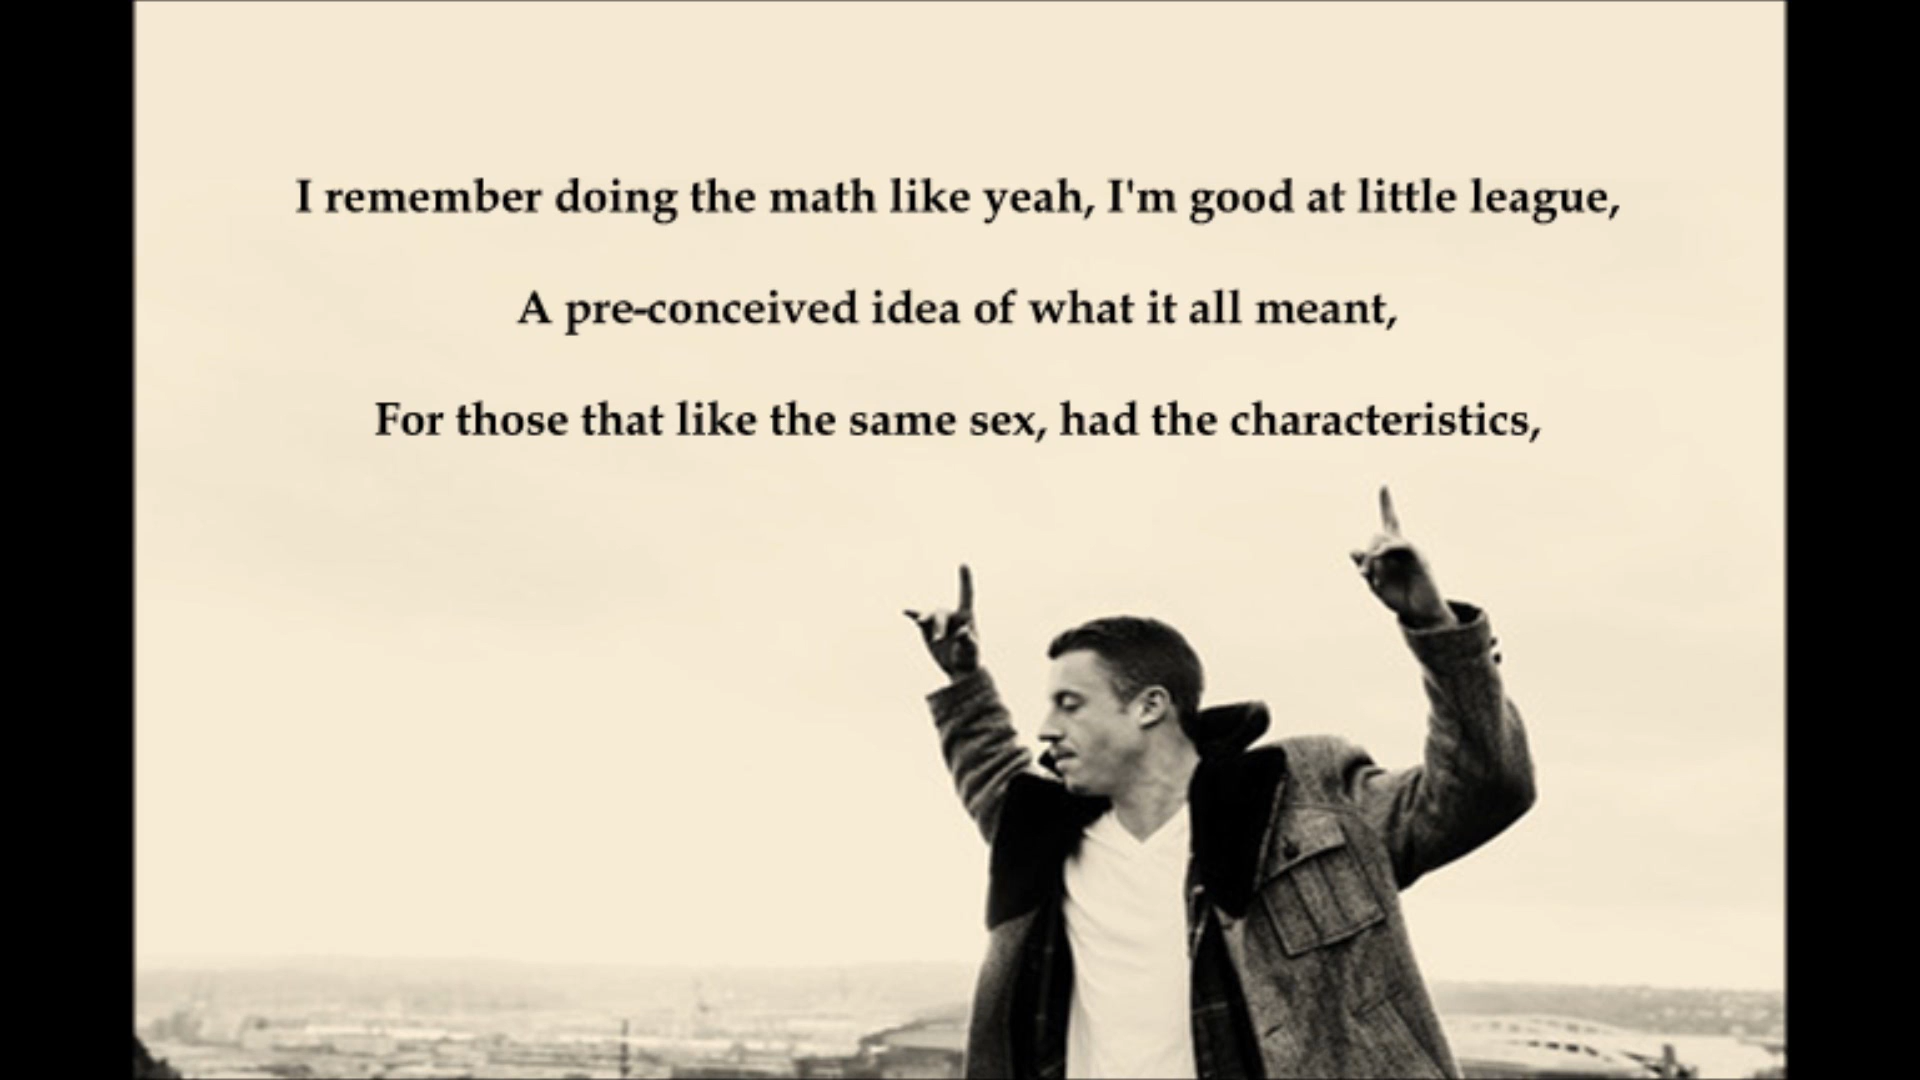 I remember doing the math like yeah, I'm good at little league,
A pre-conceived idea of what it all meant,
For those that like the same sex, had the characteristics,